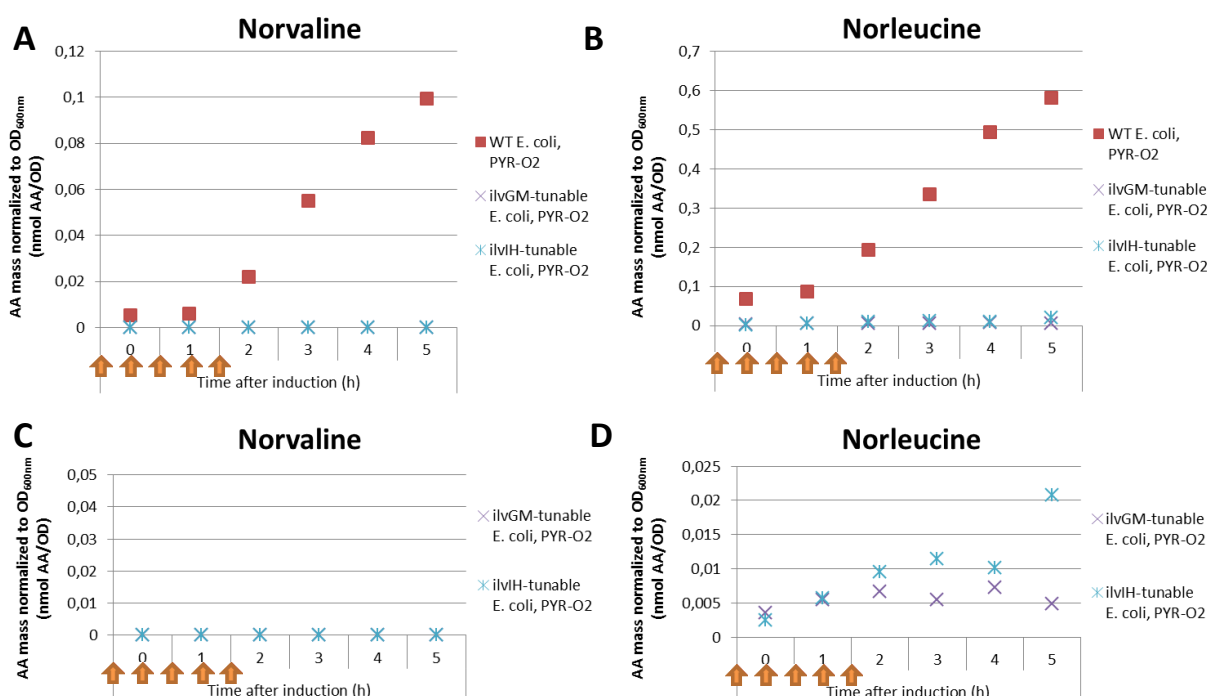 A
Norvaline
AA mass normalized to OD600nm
(nmol AA/OD)
0,12
0,1
0,08
0,06
0,04
0,02
0
0 1 2 3 4 5
Time after induction (h)
WT E. coli,
PYR-O2
ilvGM-tunable
E. coli, PYR-O2
ilvIH-tunable
E. coli, PYR-O2
B
Norleucine
AA mass normalized to OD600nm
(nmol AA/OD)
0,7
0,6
0,5
0,4
0,3
0,2
0,1
0
0 1 2 3 4 5
Time after induction (h)
WT E. coli,
PYR-O2
ilvGM-tunable
E. coli, PYR-O2
ilvIH-tunable
E. coli, PYR-O2
C
Norvaline
AA mass normalized to OD600nm
(nmol AA/OD)
0,05
0,04
0,03
0,02
0,01
0
0 1 2 3 4 5
Time after induction (h)
ilvGM-tunable
E. coli, PYR-O2
ilvIH-tunable
E. coli, PYR-O2
D
Norleucine
AA mass normalized to OD600nm
(nmol AA/OD)
0,025
0,02
0,015
0,01
0,005
0
0 1 2 3 4 5
Time after induction (h)
ilvGM-tunable
E. coli, PYR-O2
ilvIH-tunable
E. coli, PYR-O2